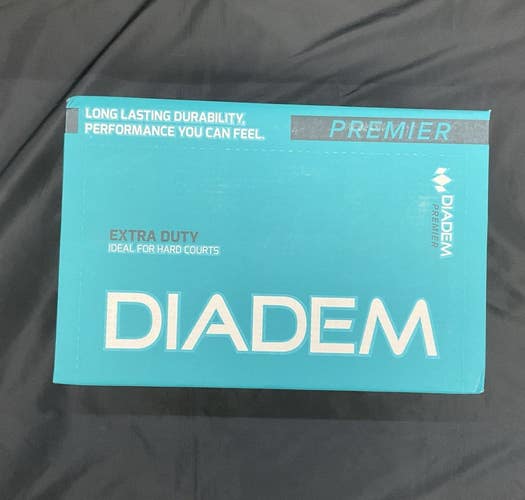 LONG LASTING DURABILITY,
PERFORMANCE YOU CAN FEEL.
PREMIER
DIADEM
PREMIER
EXTRA DUTY
IDEAL FOR HARD COURTS
DIADEM